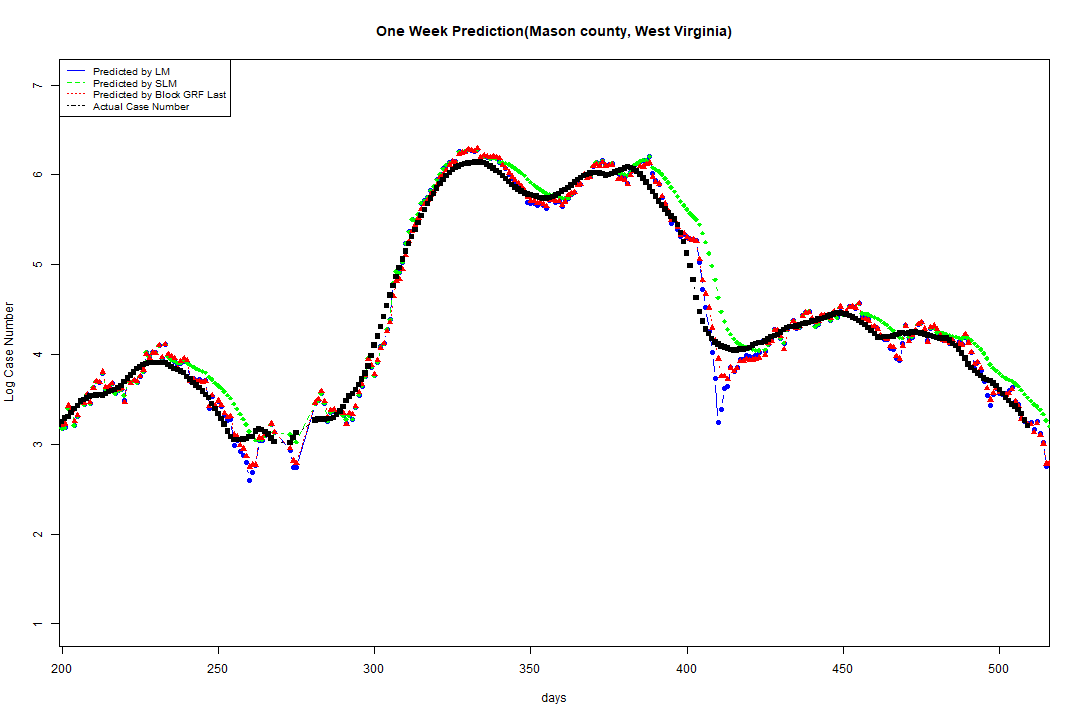 One Week Prediction(Mason county, West Virginia)
Predicted by LM
Predicted by SLM
Predicted by Block GRF Last
Actual Case Number
7
6
5
4
3
2
1
Log Case Number
200 250 300 350 400 450 500
days